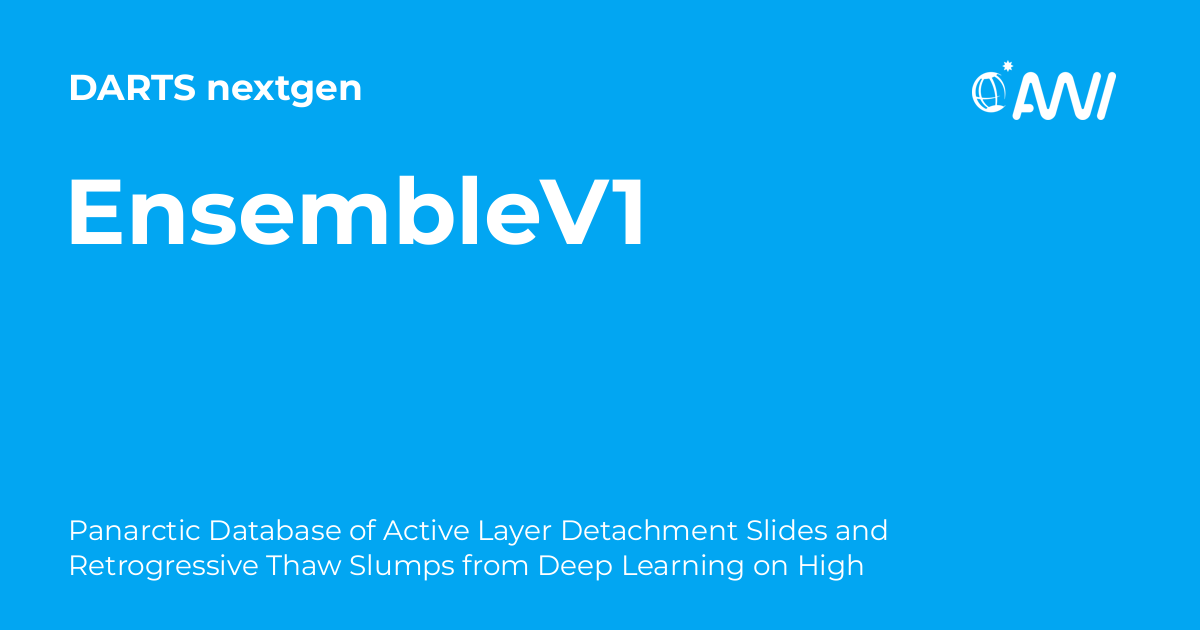 DARTS nextgen
AWI
EnsembleV1
Panarctic Database of Active Layer Detachment Slides and
Retrogressive Thaw Slumps from Deep Learning on High